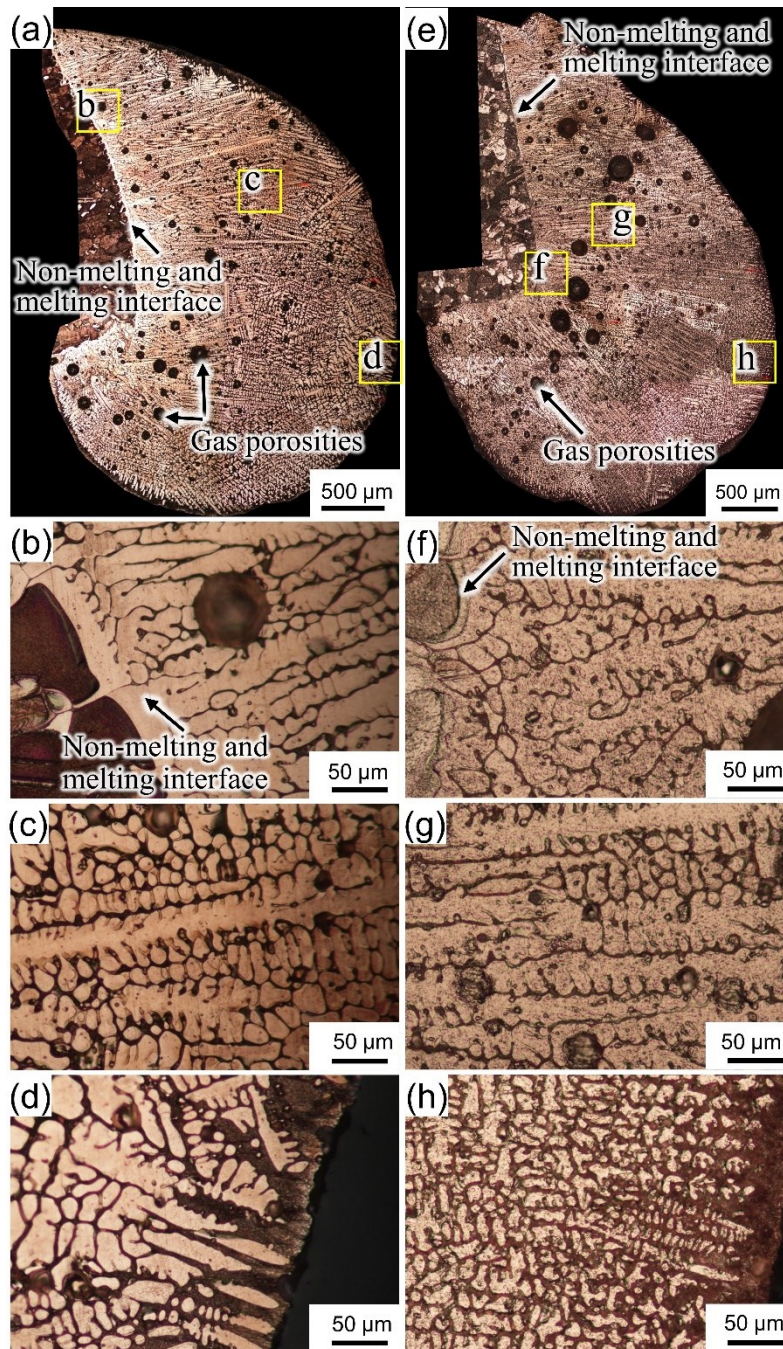 (a)
b
c
Non-melting and
melting interface
d
Gas porosities
500 μm
(e)
Non-melting and
melting interface
g
f
h
Gas porosities
500 μm
(b)
Non-melting and
melting interface
50 μm
(f)
Non-melting and
melting interface
50 μm
(c)
50 μm
(g)
50 μm
(d)
50 μm
(h)
50 μm